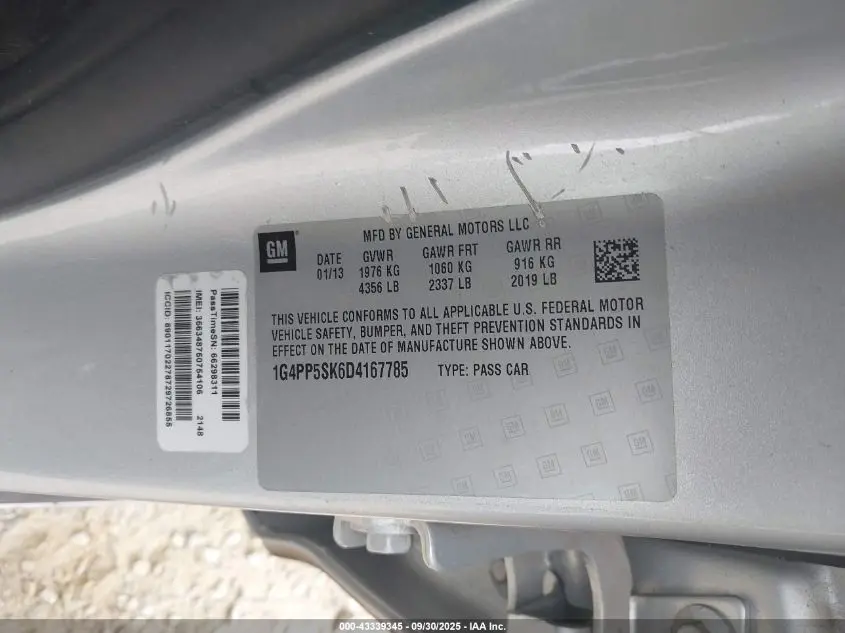 MFD BY GENERAL MOTORS LLC
GM
DATE GVWR GAWR FRT GAWR RR
01/13 1976 KG 1060 KG 916 KG
4356 LB 2337 LB 2019 LB
THIS VEHICLE CONFORMS TO ALL APPLICABLE U.S. FEDERAL MOTOR
VEHICLE SAFETY, BUMPER, AND THEFT PREVENTION STANDARDS IN
EFFECT ON THE DATE OF MANUFACTURE SHOWN ABOVE.
1G4PP5SK6D4167785 TYPE: PASS CAR
PassTimeSN: 66298311
IMEI: 356348750754106 2148
ICCID: 89011702278729726855
000-43339345 | 09/30/2025 - IAA Inc.